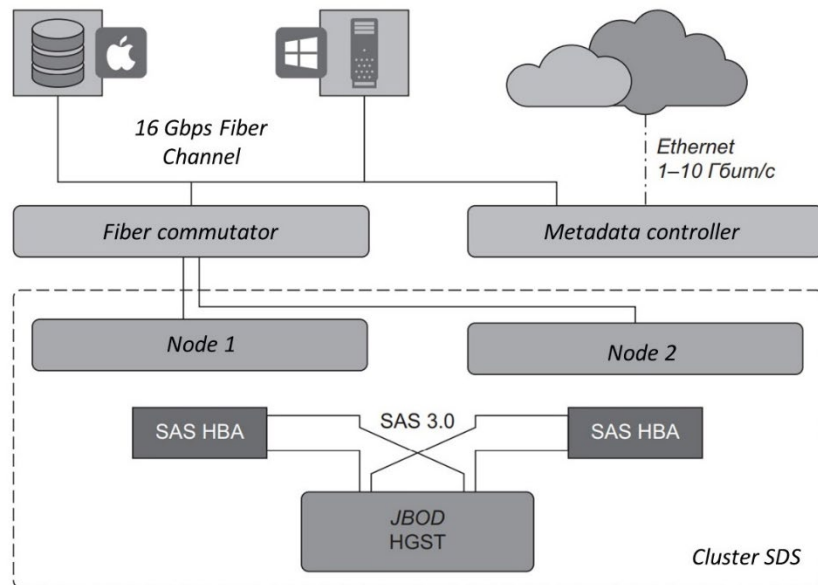 16 Gbps Fiber
Channel
Ethernet
1–10 Гбит/с
Fiber commutator
Metadata controller
Node 1
Node 2
SAS HBA
SAS 3.0
SAS HBA
JBOD
HGST
Cluster SDS